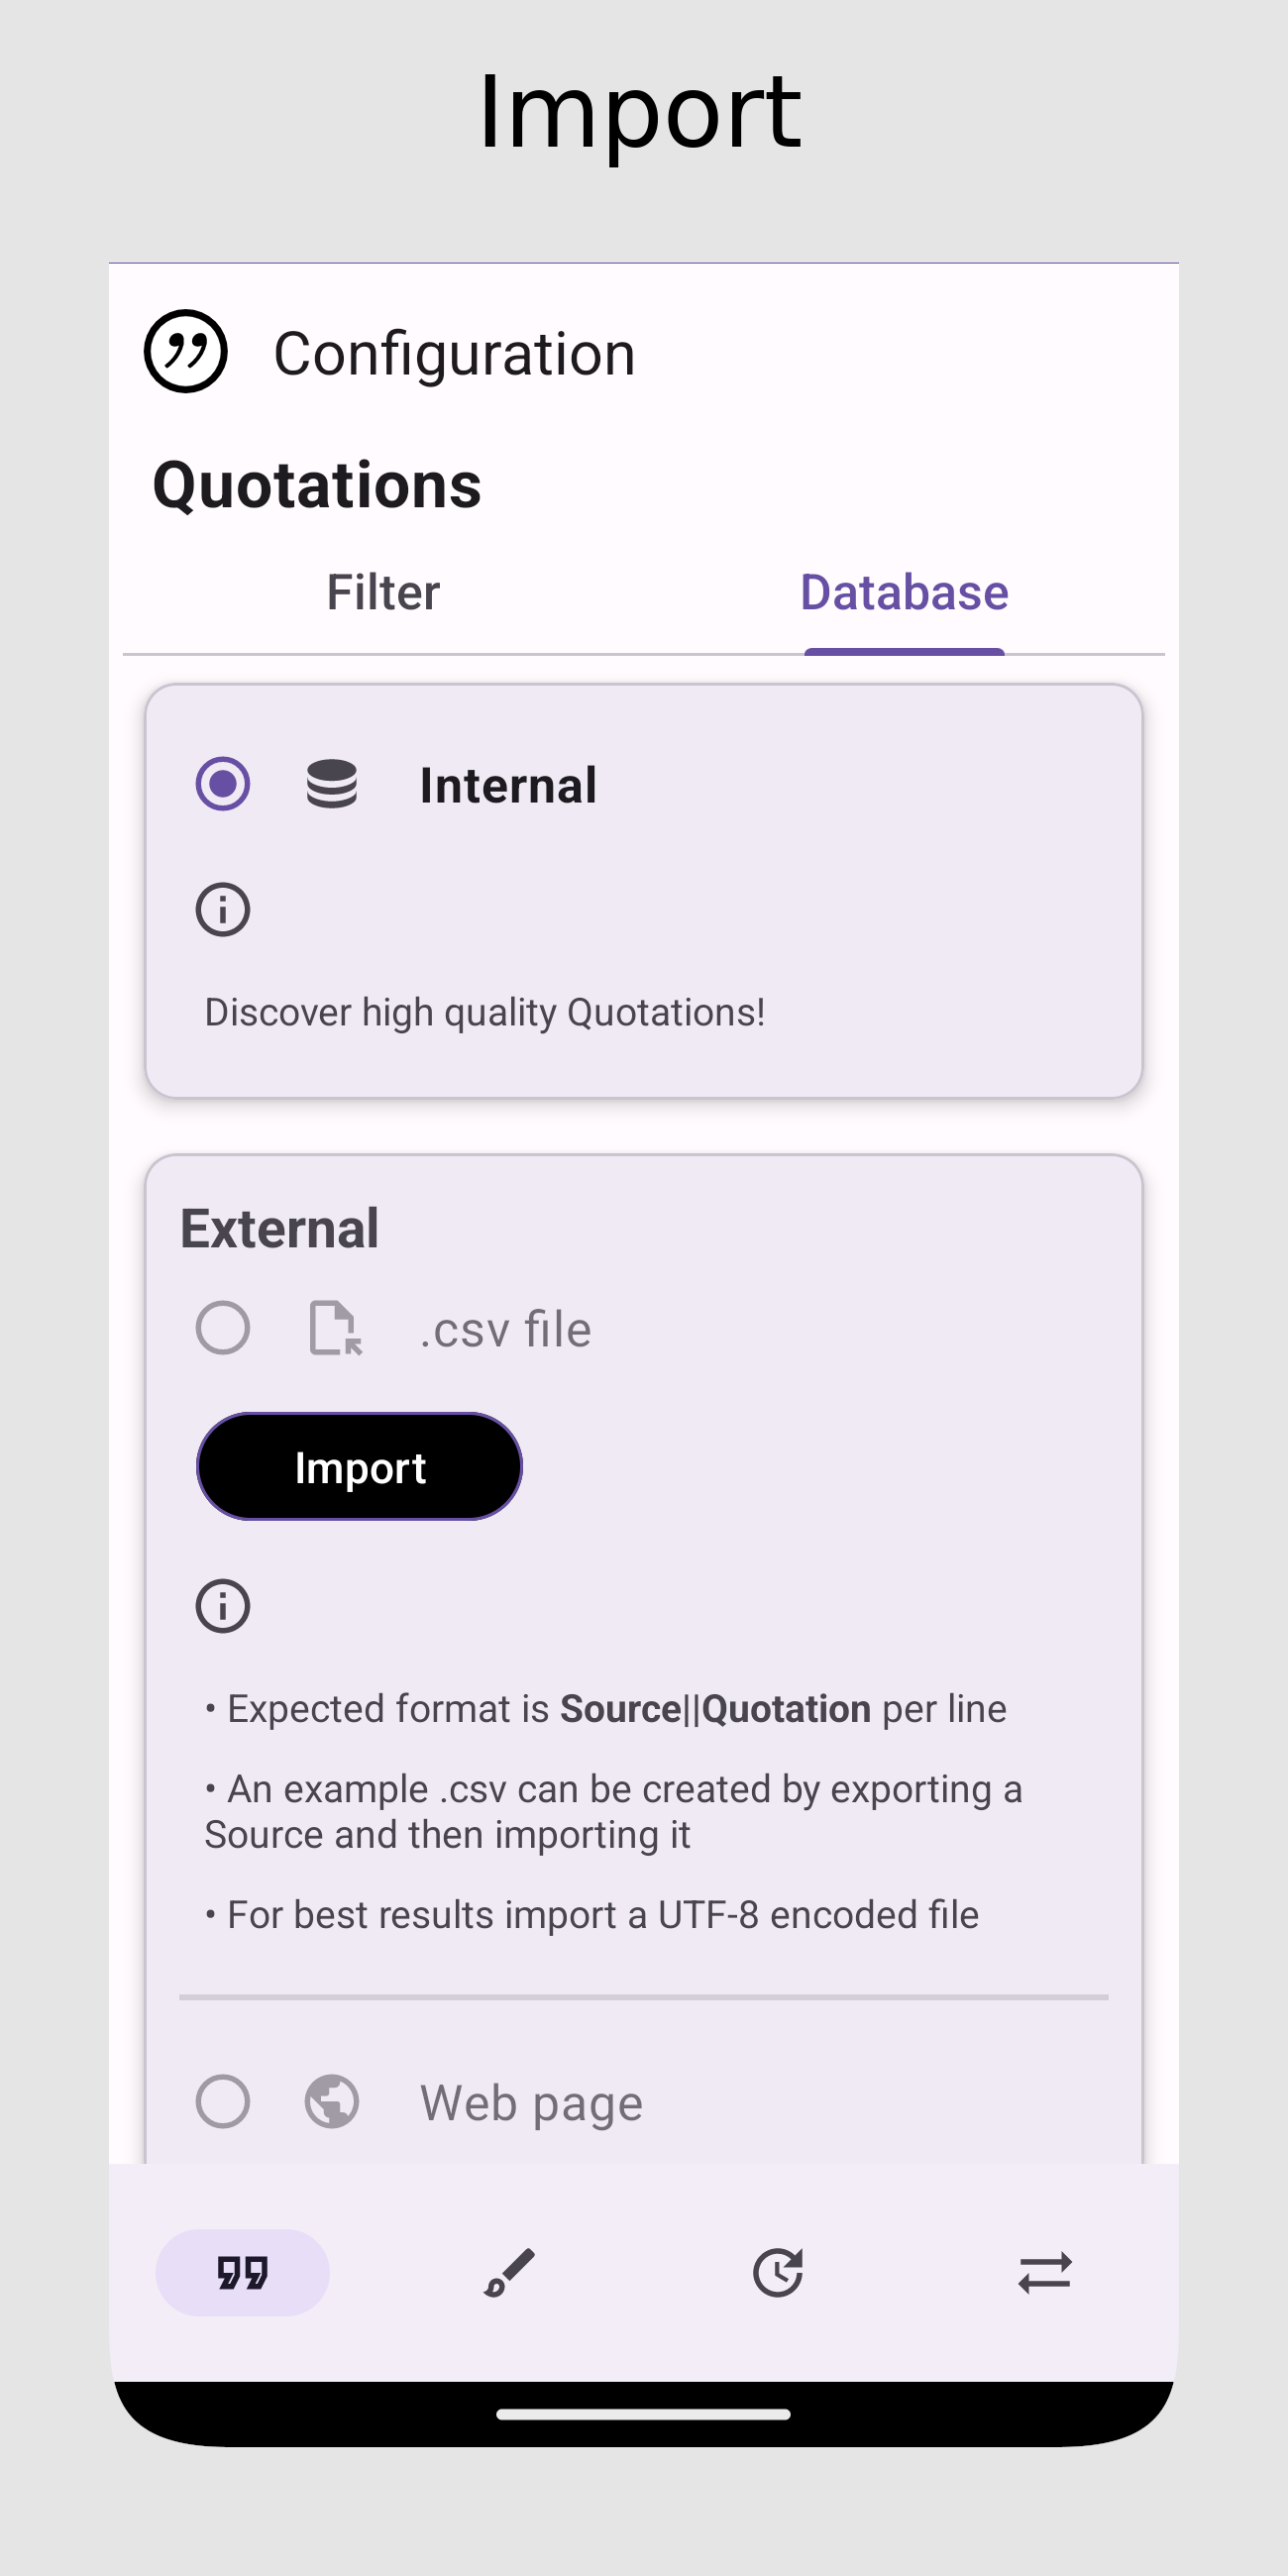 Import
Configuration
Quotations
Filter
Database
Internal
Discover high quality Quotations!
External
.csv file
Import
• Expected format is Source||Quotation per line
• An example .csv can be created by exporting a
Source and then importing it
• For best results import a UTF-8 encoded file
Web page